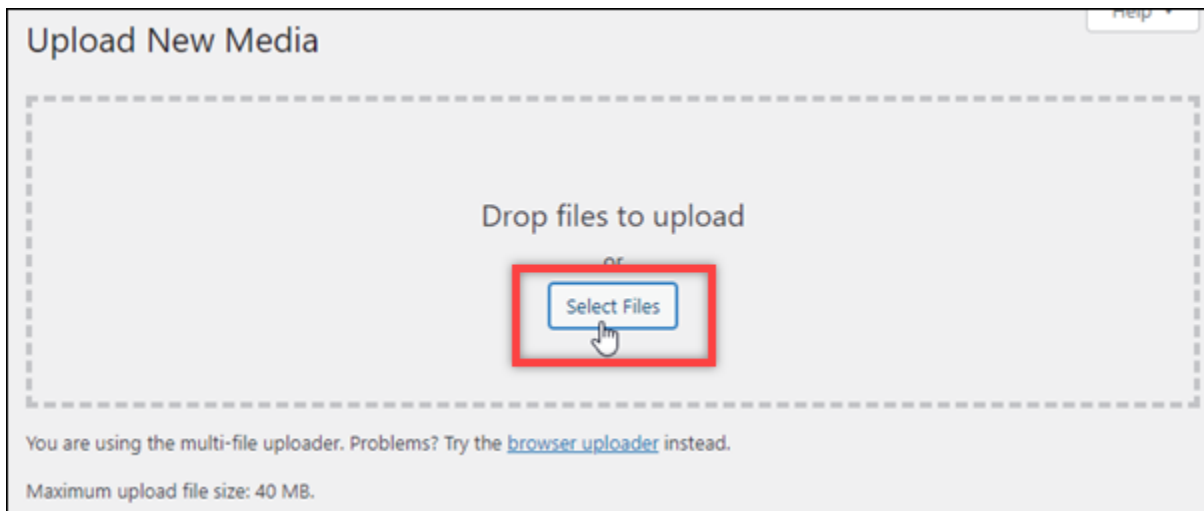 Help
Upload New Media
Drop files to upload
or
Select Files
You are using the multi-file uploader. Problems? Try the browser uploader instead.
Maximum upload file size: 40 MB.